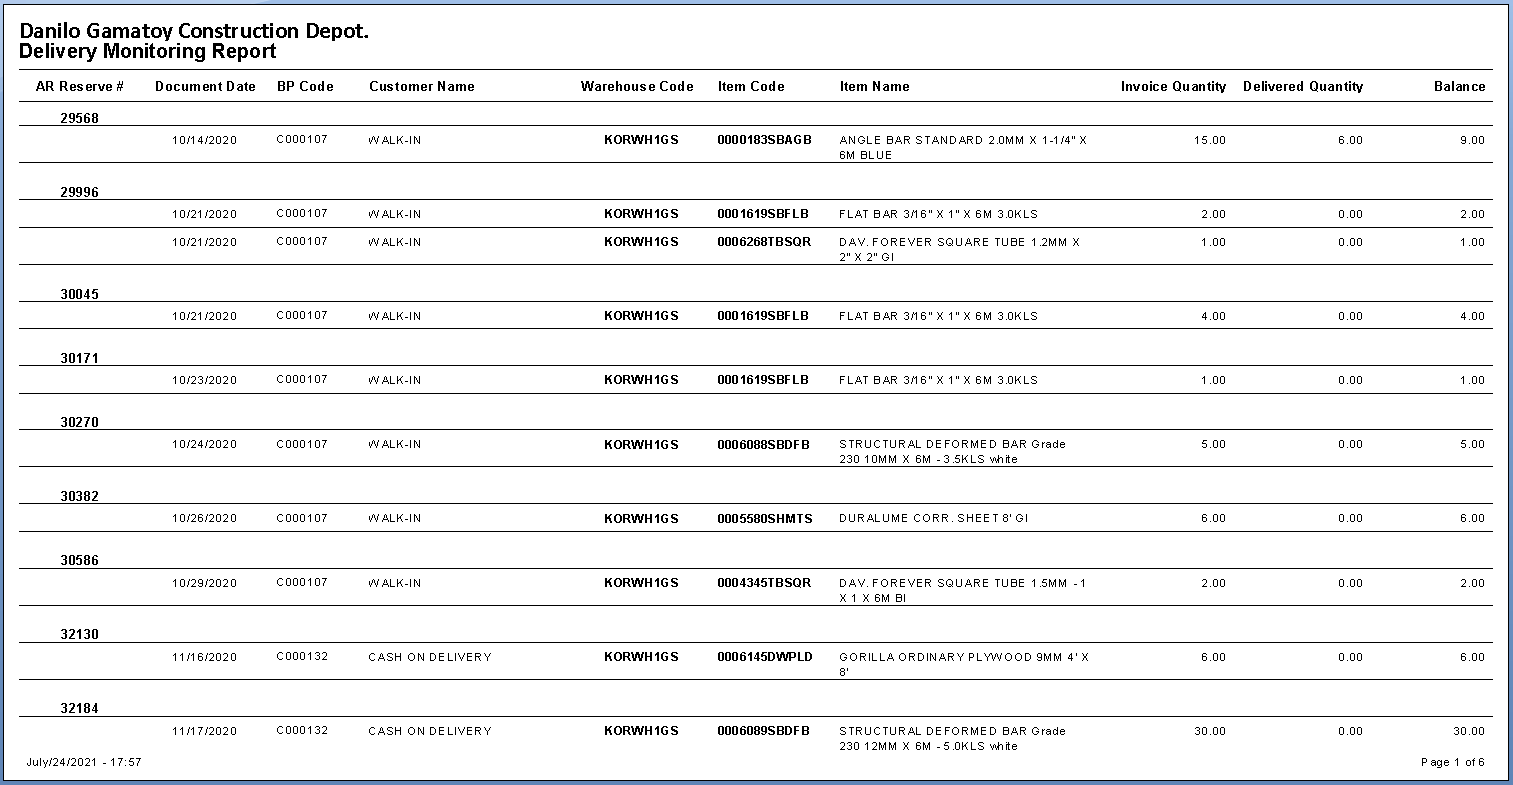 Danilo Gamatoy Construction Depot.
Delivery Monitoring Report
AR Reserve # Document Date BP Code Customer Name Warehouse Code Item Code Item Name Invoice Quantity Delivered Quantity Balance
29568
10/14/2020 C000107 WALK-IN KORWH1GS 0000183SBAGB ANGLE BAR STANDARD 2.0MM X 1-1/4" X 15.00 6.00 9.00
6M BLUE
29996
10/21/2020 C000107 WALK-IN KORWH1GS 0001619SBFLB FLAT BAR 3/16" X 1" X 6M 3.0KLS 2.00 0.00 2.00
10/21/2020 C000107 WALK-IN KORWH1GS 0006268TBSQR DAV. FOREVER SQUARE TUBE 1.2MM X 1.00 0.00 1.00
2" X 2" GI
30045
10/21/2020 C000107 WALK-IN KORWH1GS 0001619SBFLB FLAT BAR 3/16" X 1" X 6M 3.0KLS 4.00 0.00 4.00
30171
10/23/2020 C000107 WALK-IN KORWH1GS 0001619SBFLB FLAT BAR 3/16" X 1" X 6M 3.0KLS 1.00 0.00 1.00
30270
10/24/2020 C000107 WALK-IN KORWH1GS 0006088SBDFB STRUCTURAL DEFORMED BAR Grade 5.00 0.00 5.00
230 10MM X 6M - 3.5KLS white
30382
10/26/2020 C000107 WALK-IN KORWH1GS 0005580SHMTS DURALUME CORR. SHEET 8' GI 6.00 0.00 6.00
30586
10/29/2020 C000107 WALK-IN KORWH1GS 0004345TBSQR DAV. FOREVER SQUARE TUBE 1.5MM - 1 2.00 0.00 2.00
X 1 X 6M BI
32130
11/16/2020 C000132 CASH ON DELIVERY KORWH1GS 0006145DWPLD GORILLA ORDINARY PLYWOOD 9MM 4' X 6.00 0.00 6.00
8'
32184
11/17/2020 C000132 CASH ON DELIVERY KORWH1GS 0006089SBDFB STRUCTURAL DEFORMED BAR Grade 30.00 0.00 30.00
230 12MM X 6M - 5.0KLS white
July/24/2021 - 17:57 Page 1 of 6